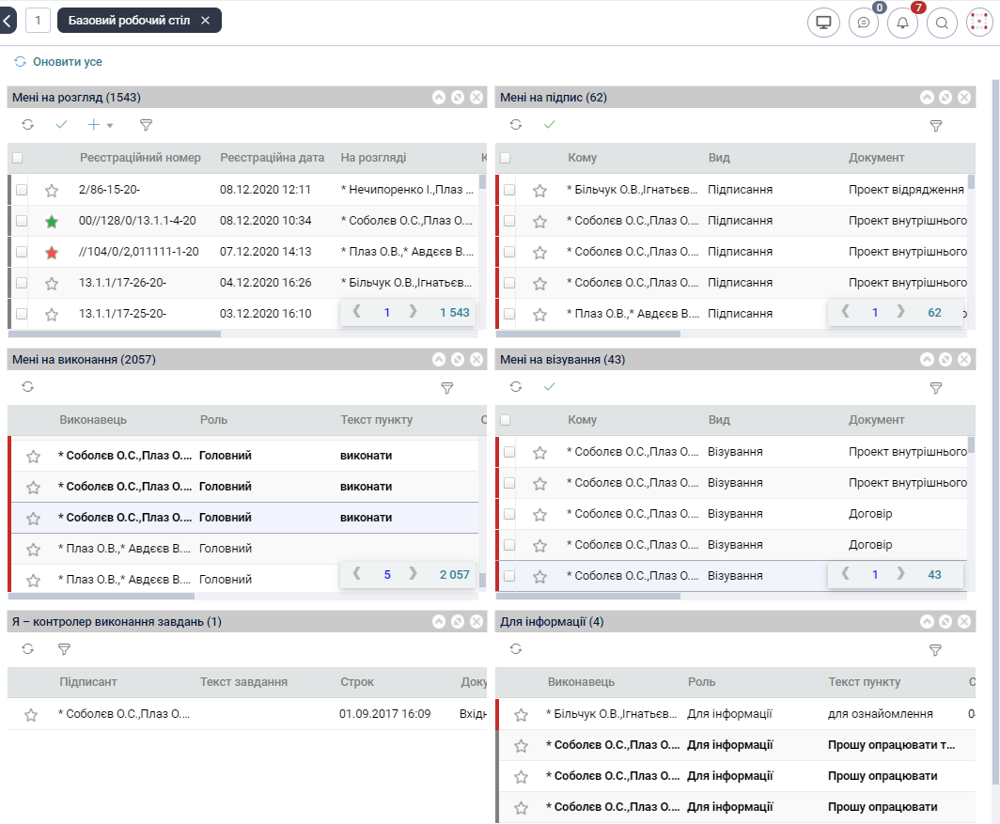 1 Базовий робочий стіл 0 7
Оновити усе
Мені на розгляд (1543)
Реєстраційний номер Реєстраційна дата На розгляді
2/86-15-20- 08.12.2020 12:11 * Нечипоренко І.,Плаз ...
00//128/0/13.1.1-4-20 08.12.2020 10:34 * Соболєв О.С.,Плаз О....
//104/0/2,011111-1-20 07.12.2020 14:13 * Плаз О.В.,* Авдєєв В....
13.1.1/17-26-20- 04.12.2020 16:26 * Більчук О.В.,Ігнатьєв...
13.1.1/17-25-20- 03.12.2020 16:10
1 1 543
Мені на підпис (62)
Кому Вид Документ
* Більчук О.В.,Ігнатьєв... Підписання Проект відрядження
* Соболєв О.С.,Плаз О.... Підписання Проект внутрішнього
* Соболєв О.С.,Плаз О.... Підписання Проект внутрішнього
* Соболєв О.С.,Плаз О.... Підписання Проект внутрішнього
* Плаз О.В.,* Авдєєв В.... Підписання
1 62
Мені на виконання (2057)
Виконавець Роль Текст пункту
* Соболєв О.С.,Плаз О.... Головний виконати
* Соболєв О.С.,Плаз О.... Головний виконати
* Соболєв О.С.,Плаз О.... Головний виконати
* Плаз О.В.,* Авдєєв В.... Головний
* Плаз О.В.,* Авдєєв В.... Головний
5 2 057
Мені на візування (43)
Кому Вид Документ
* Соболєв О.С.,Плаз О.... Візування Проект внутрішнього
* Соболєв О.С.,Плаз О.... Візування Проект внутрішнього
* Соболєв О.С.,Плаз О.... Візування Договір
* Соболєв О.С.,Плаз О.... Візування Договір
* Соболєв О.С.,Плаз О.... Візування
1 43
Я – контролер виконання завдань (1)
Підписант Текст завдання Строк Доку
* Соболєв О.С.,Плаз О.... 01.09.2017 16:09 Вхідн
Для інформації (4)
Виконавець Роль Текст пункту
* Більчук О.В.,Ігнатьєв... Для інформації для ознайомлення
* Соболєв О.С.,Плаз О.... Для інформації Прошу опрацювати т...
* Соболєв О.С.,Плаз О.... Для інформації Прошу опрацювати
* Соболєв О.С.,Плаз О.... Для інформації Прошу опрацювати